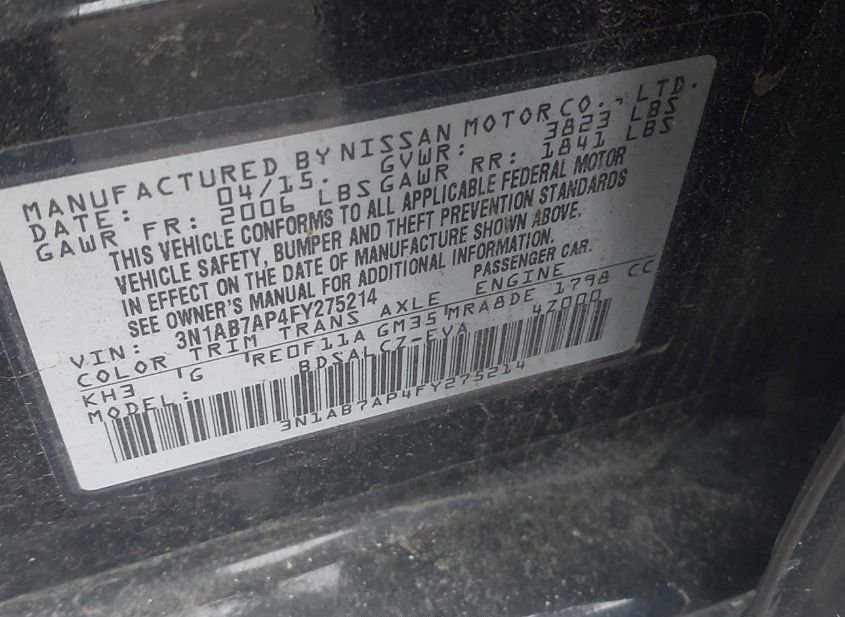 MANUFACTURED BY NISSAN MOTOR CO., LTD.
DATE: 04/15. GVWR: 3823 LBS
GAWR FR: 2006 LBS GAWR RR: 1841 LBS
THIS VEHICLE CONFORMS TO ALL APPLICABLE FEDERAL MOTOR
VEHICLE SAFETY, BUMPER AND THEFT PREVENTION STANDARDS
IN EFFECT ON THE DATE OF MANUFACTURE SHOWN ABOVE.
SEE OWNER'S MANUAL FOR ADDITIONAL INFORMATION.
VIN: 3N1AB7AP4FY275214 PASSENGER CAR.
COLOR TRIM TRANS AXLE ENGINE
KH3 G RE0F11A GM35 MRA8DE 1798 CC
MODEL: BDSALCZ-EVA 4Z000
3N1AB7AP4FY275214